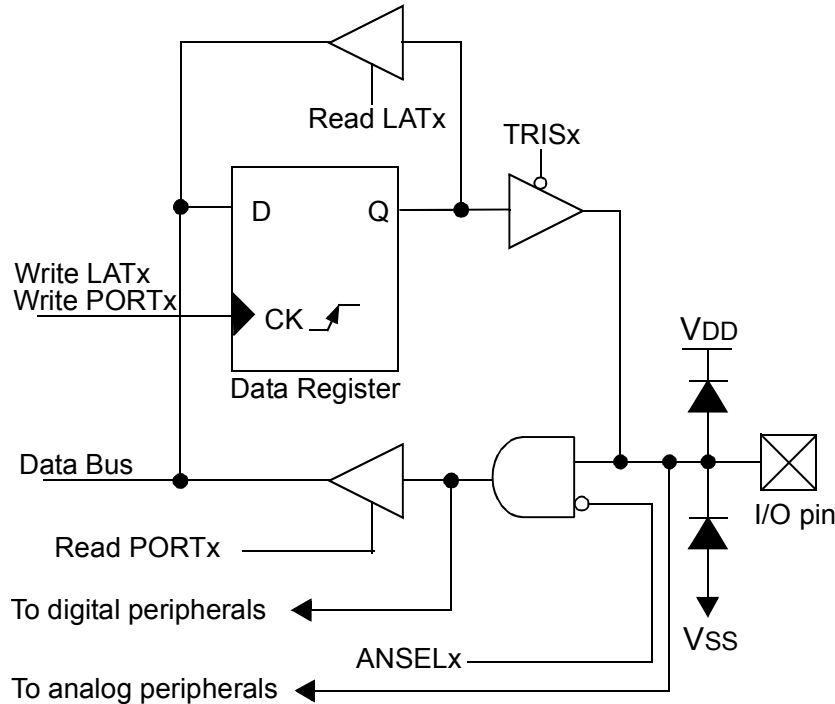 Read LATx
TRISx
D
Q
Write LATx
Write PORTx
CK
VDD
Data Register
Data Bus
I/O pin
Read PORTx
To digital peripherals
VSS
ANSELx
To analog peripherals